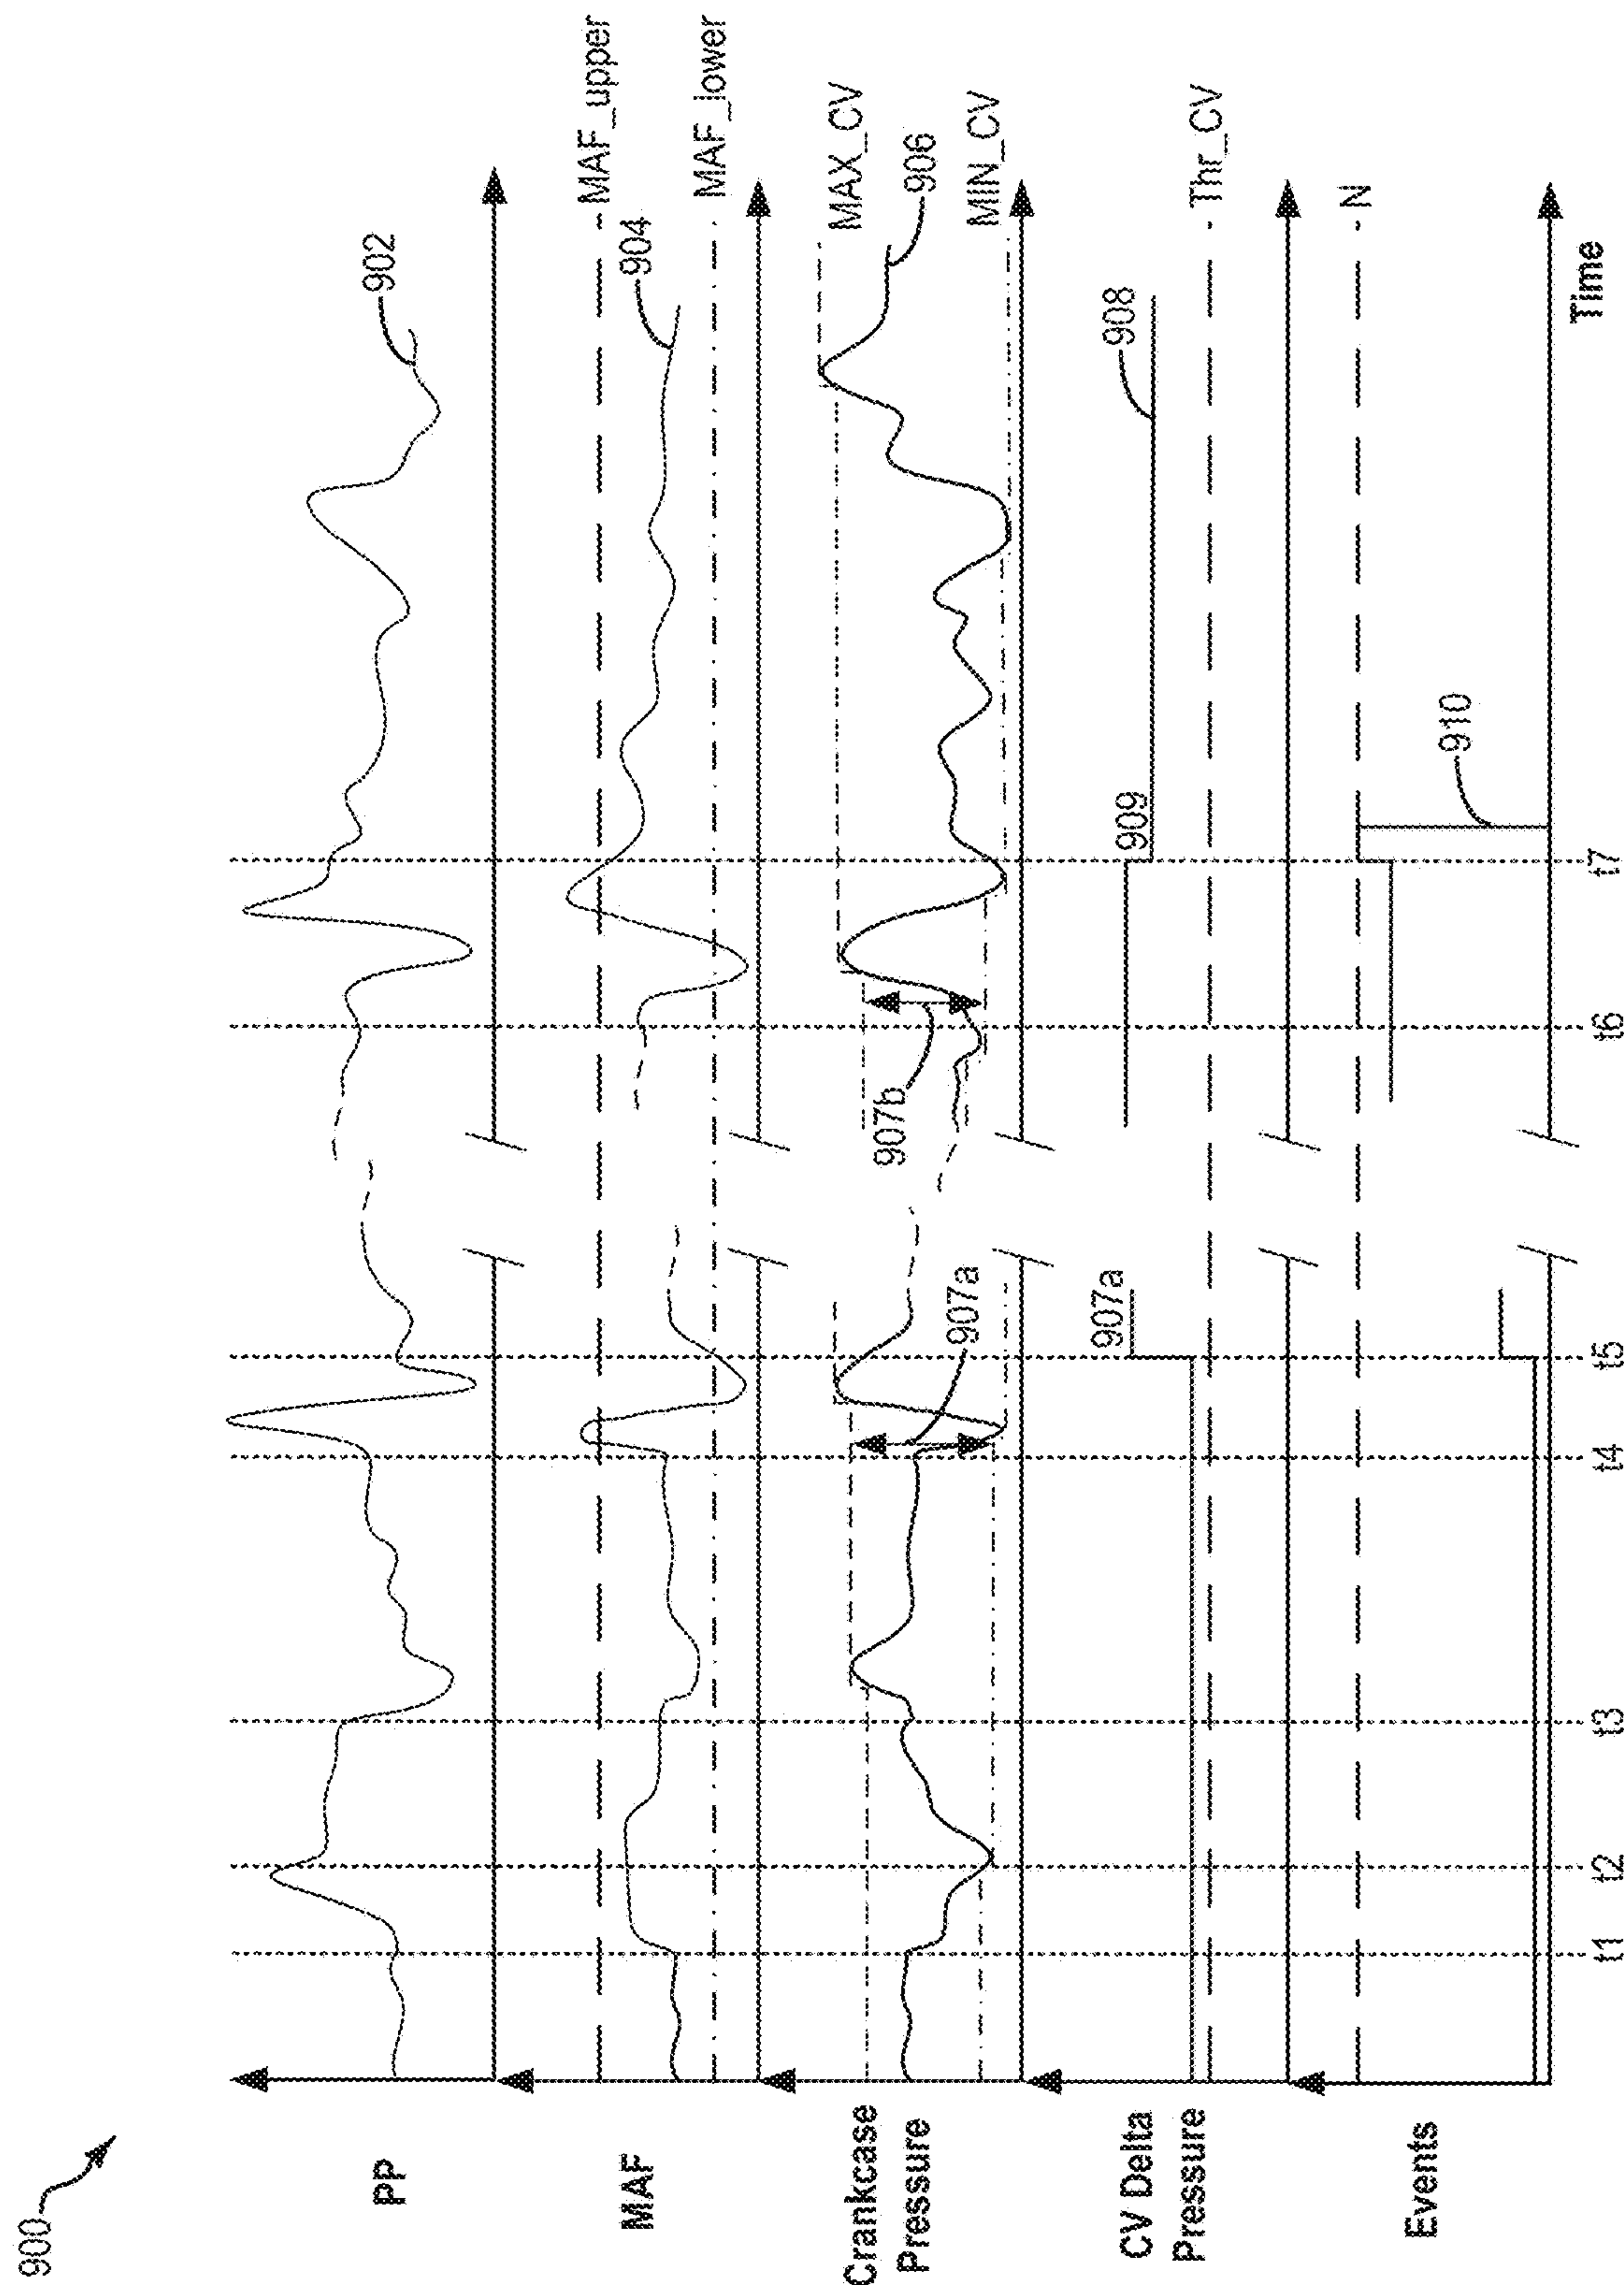 900
PP
902
MAF
MAF_upper
904
MAF_lower
Crankcase
Pressure
MAX_CV
906
MIN_CV
907a
907b
CV Delta
Pressure
907a
909
908
Thr_CV
Events
N
910
t1
t2
t3
t4
t5
t6
t7
Time